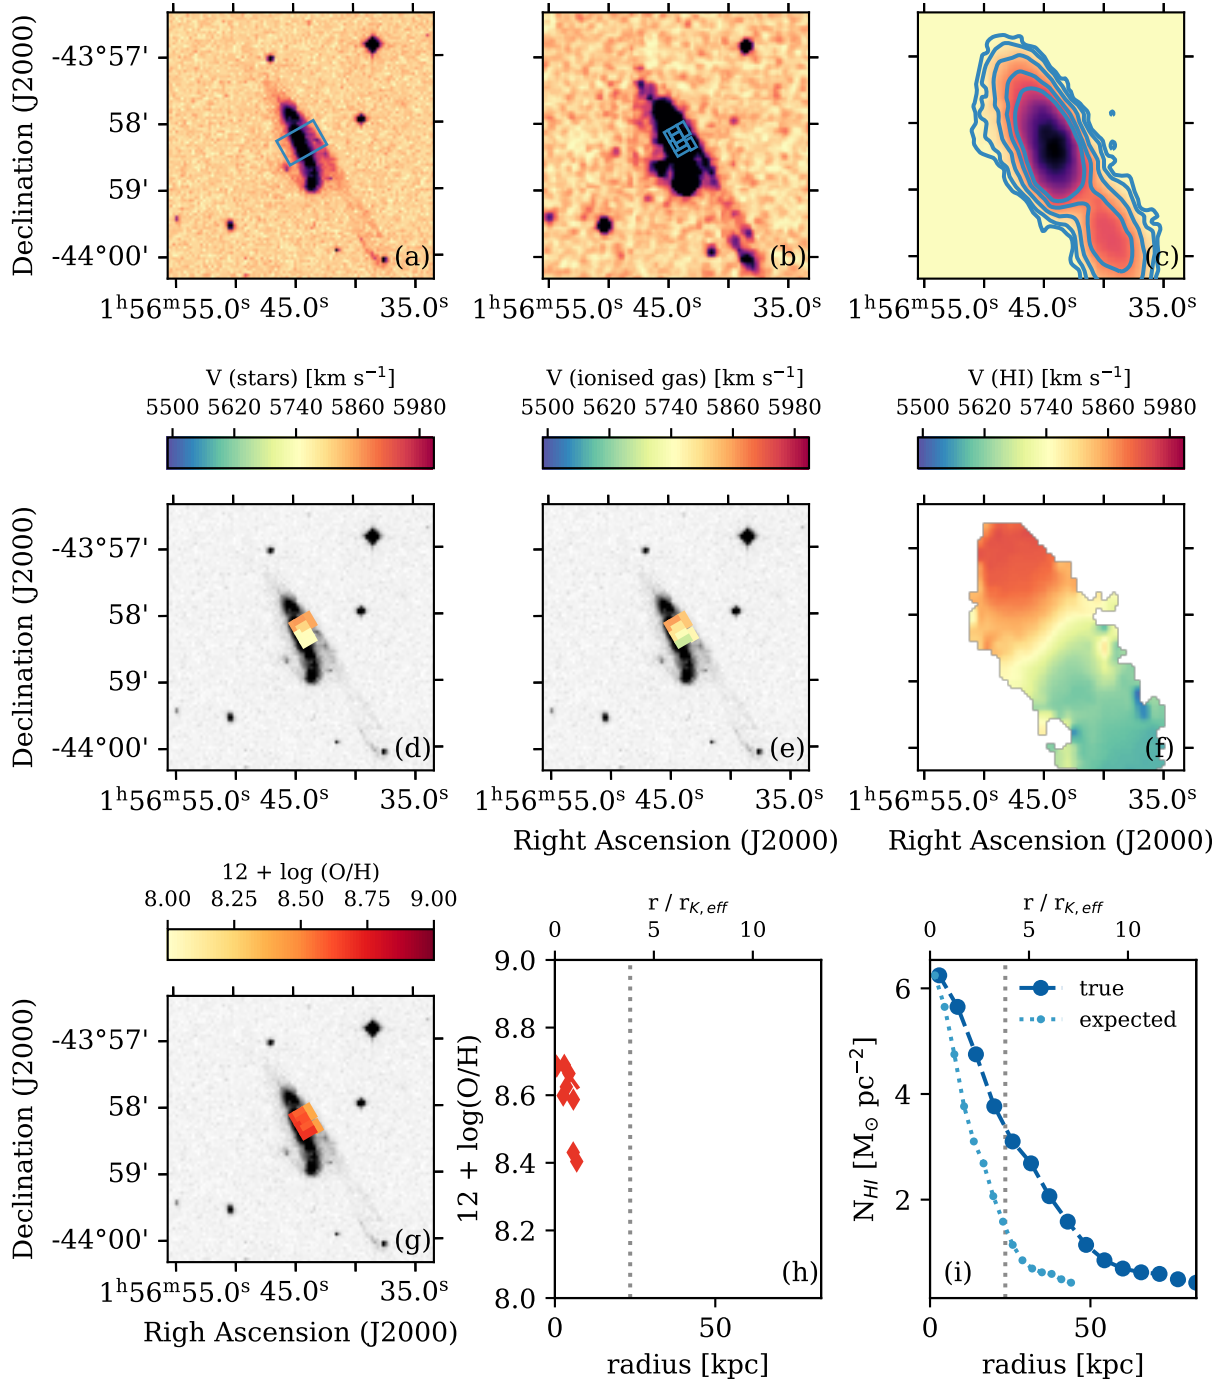 Declination (J2000)
-43°57'
58'
59'
-44°00'
(a)
(b)
(c)
1ʰ56ᵐ55.0ˢ 45.0ˢ 35.0ˢ
1ʰ56ᵐ55.0ˢ 45.0ˢ 35.0ˢ
45.0ˢ 35.0ˢ
V (stars) [km s⁻¹]
5500 5620 5740 5860 5980
V (ionised gas) [km s⁻¹]
5500 5620 5740 5860 5980
V (HI) [km s⁻¹]
5500 5620 5740 5860 5980
Declination (J2000)
-43°57'
58'
59'
-44°00'
(d)
(e)
(f)
1ʰ56ᵐ55.0ˢ 45.0ˢ 35.0ˢ
1ʰ56ᵐ55.0ˢ 45.0ˢ 35.0ˢ
45.0ˢ 35.0ˢ
Right Ascension (J2000)
Right Ascension (J2000)
12 + log (O/H)
8.00 8.25 8.50 8.75 9.00
Declination (J2000)
-43°57'
58'
59'
-44°00'
(g)
1ʰ56ᵐ55.0ˢ 45.0ˢ 35.0ˢ
Righ Ascension (J2000)
r / r_{K,eff}
0 5 10
12 + log(O/H)
9.0
8.8
8.6
8.4
8.2
8.0
(h)
0 50
radius [kpc]
r / r_{K,eff}
0 5 10
N_{HI} [M_⊙ pc⁻²]
6
4
2
true
expected
(i)
0 50
radius [kpc]